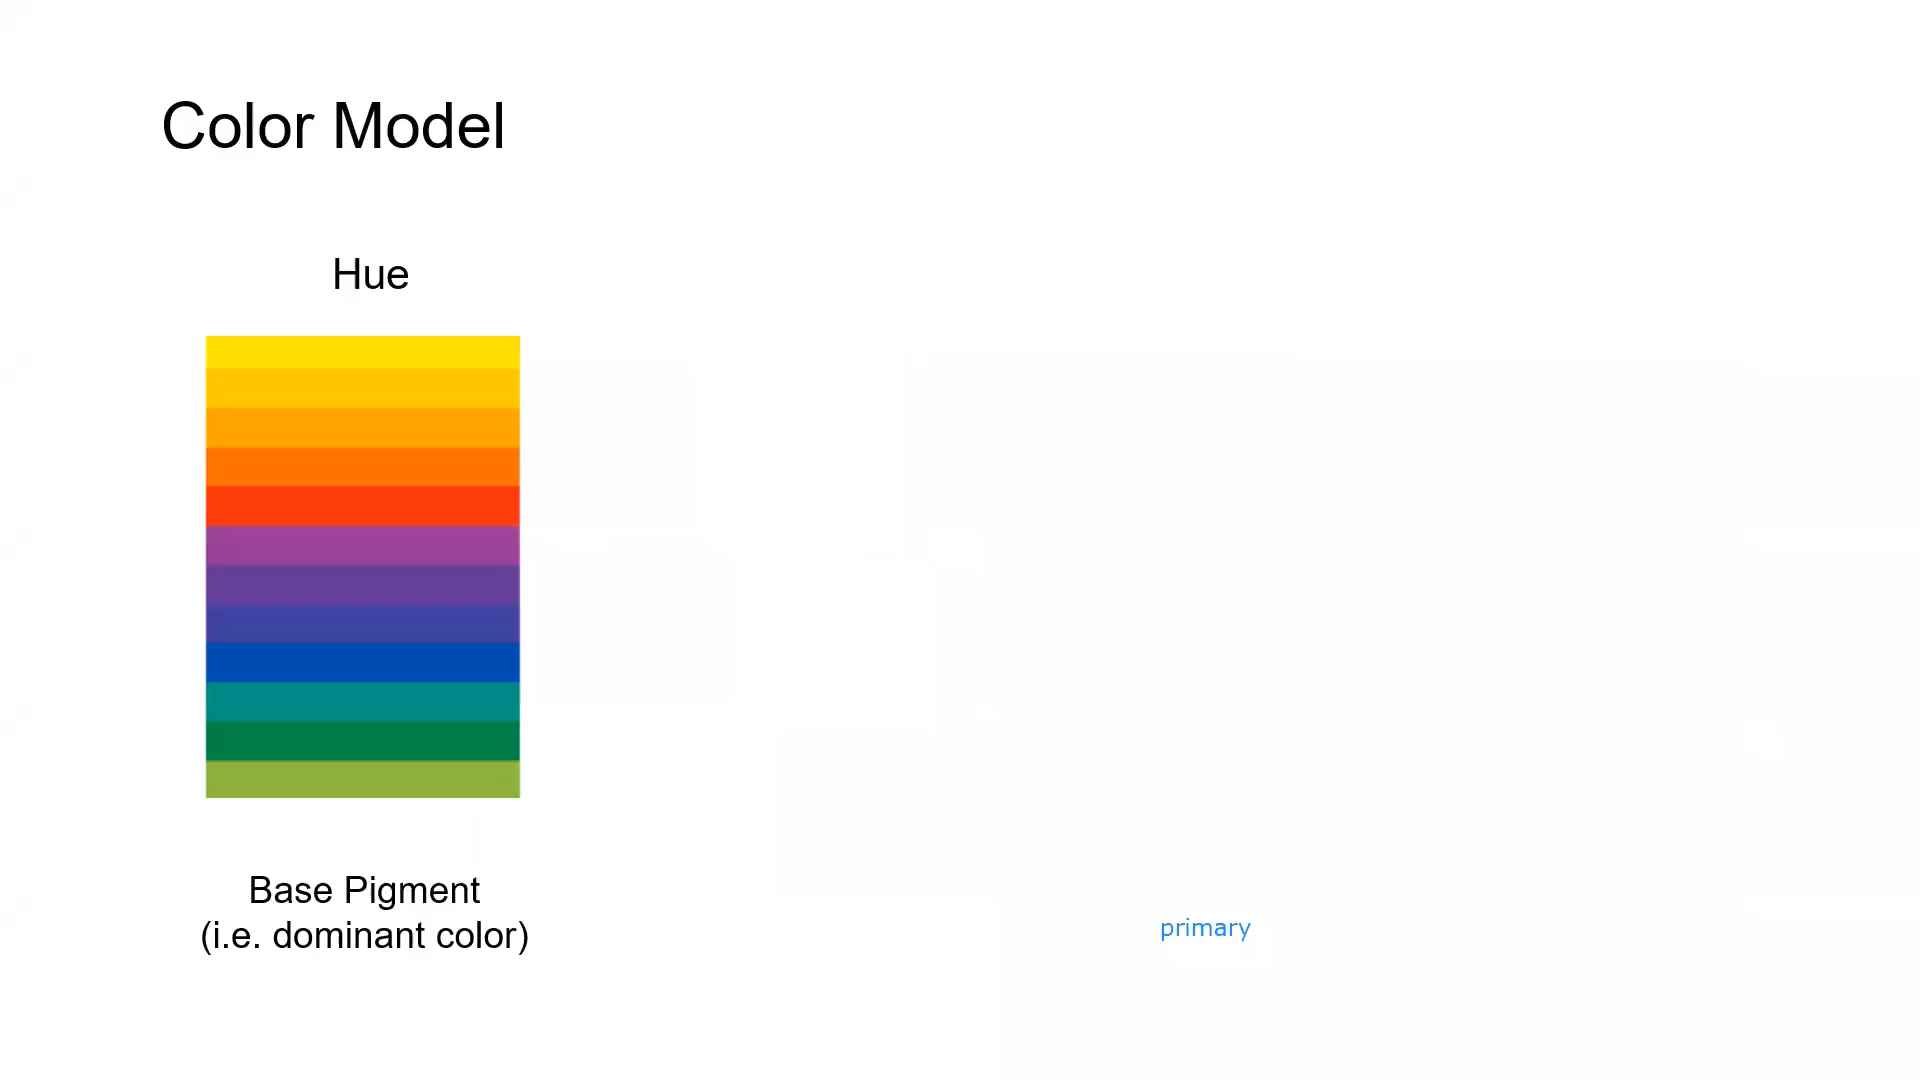 Color Model
Hue
Base Pigment
(i.e. dominant color)
primary